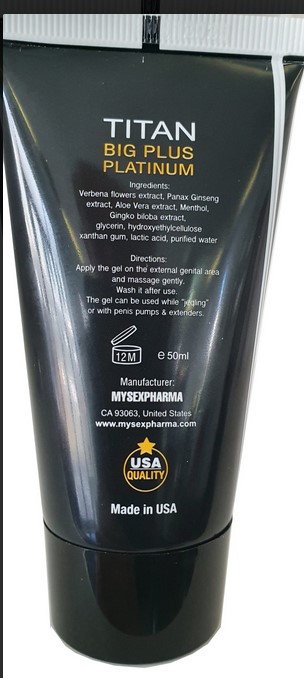 TITAN
BIG PLUS
PLATINUM
Ingredients:
Verbena flowers extract, Panax Ginseng
extract, Aloe Vera extract, Menthol,
Gingko biloba extract,
glycerin, hydroxyethylcellulose
xanthan gum, lactic acid, purified water
Directions:
Apply the gel on the external genital area
and massage gently.
Wash it after use.
The gel can be used while "jeqling"
or with penis pumps & extenders.
12M
℮ 50ml
Manufacturer:
MYSEXPHARMA
CA 93063, United States
www.mysexpharma.com
USA
QUALITY
Made in USA